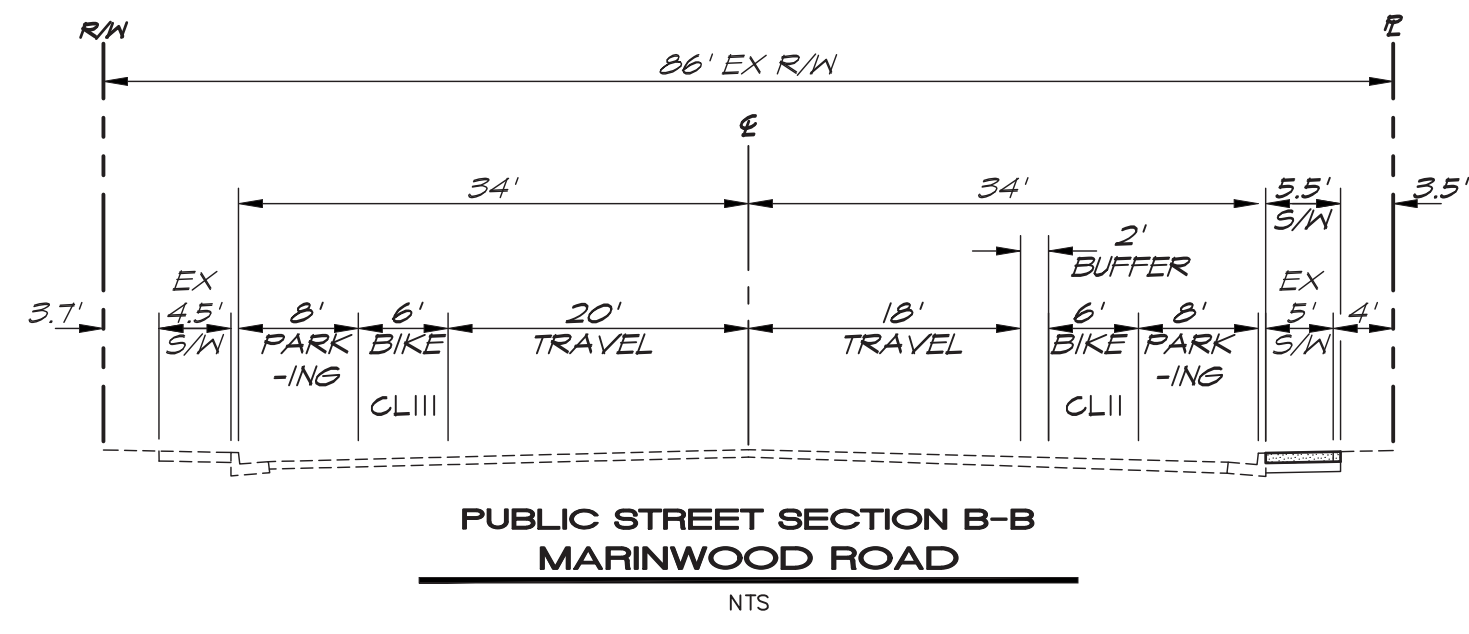 R/W
℄
86' EX R/W
℄
34'
34'
5.5'
S/W
3.5'
2'
BUFFER
EX
EX
3.7'
4.5'
8'
6'
20'
18'
6'
8'
5'
4'
S/W
PARK
BIKE
TRAVEL
TRAVEL
BIKE
PARK
S/W
-ING
-ING
CLIII
CLII
PUBLIC STREET SECTION B-B
MARINWOOD ROAD
NTS